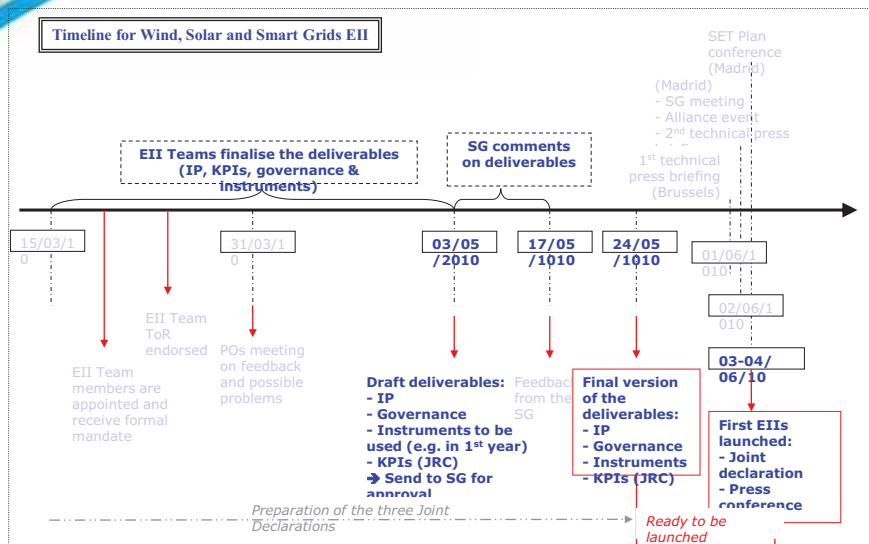 Timeline for Wind, Solar and Smart Grids EII
SET Plan
conference
(Madrid)
(Madrid)
- SG meeting
- Alliance event
- 2nd technical press
EII Teams finalise the deliverables
(IP, KPIs, governance &
instruments)
SG comments
on deliverables
1st technical
press briefing
(Brussels)
15/03/1
0
31/03/1
0
03/05
/2010
17/05
/1010
24/05
/1010
01/06/1
010
02/06/1
010
03-04/
06/10
EII Team
members are
appointed and
receive formal
mandate
EII Team
ToR
endorsed
POs meeting
on feedback
and possible
problems
Draft deliverables:
- IP
- Governance
- Instruments to be
used (e.g. in 1st year)
- KPIs (JRC)
➔ Send to SG for
approval
Feedback
from the
SG
Final version
of the
deliverables:
- IP
- Governance
- Instruments
- KPIs (JRC)
First EIIs
launched:
- Joint
declaration
- Press
conference
Preparation of the three Joint
Declarations
Ready to be
launched